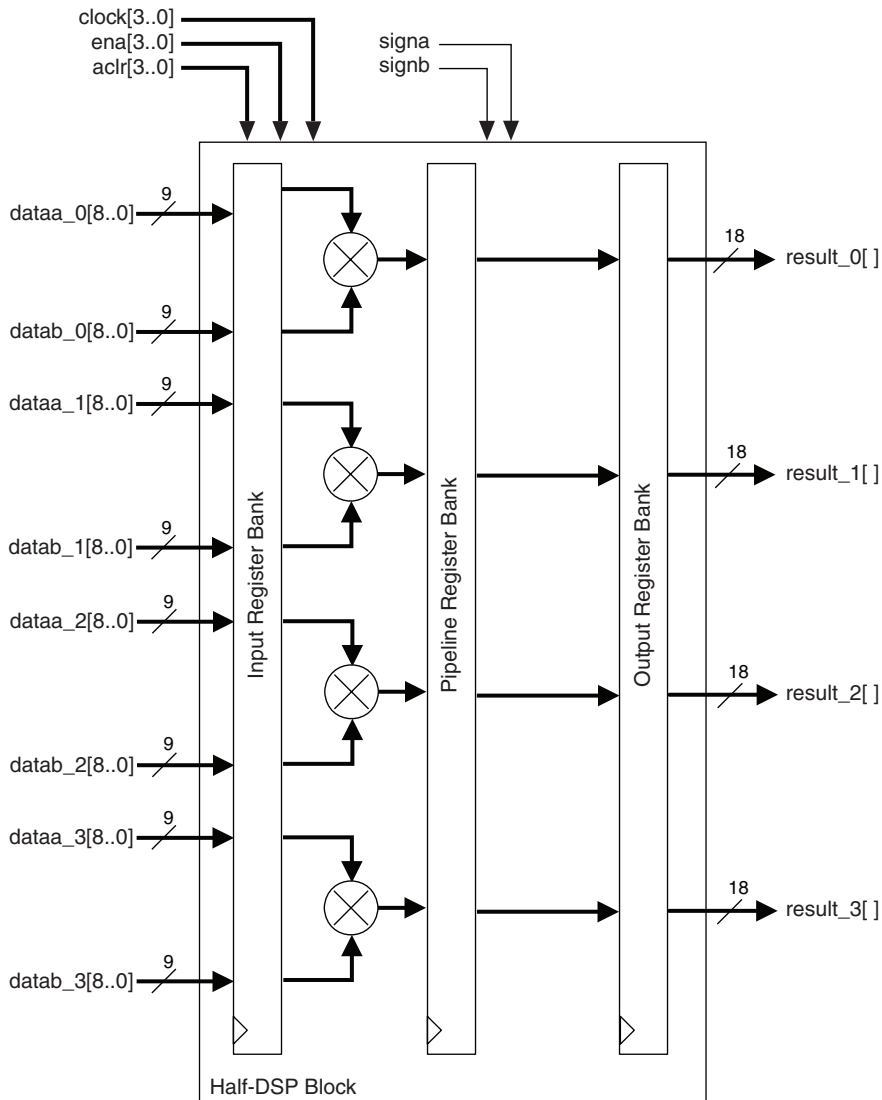 clock[3..0]
ena[3..0]
aclr[3..0]
signa
signb
dataa_0[8..0]
9
datab_0[8..0]
9
dataa_1[8..0]
9
datab_1[8..0]
9
dataa_2[8..0]
9
datab_2[8..0]
9
dataa_3[8..0]
9
datab_3[8..0]
9
Input Register Bank
Pipeline Register Bank
Output Register Bank
18
result_0[ ]
18
result_1[ ]
18
result_2[ ]
18
result_3[ ]
Half-DSP Block